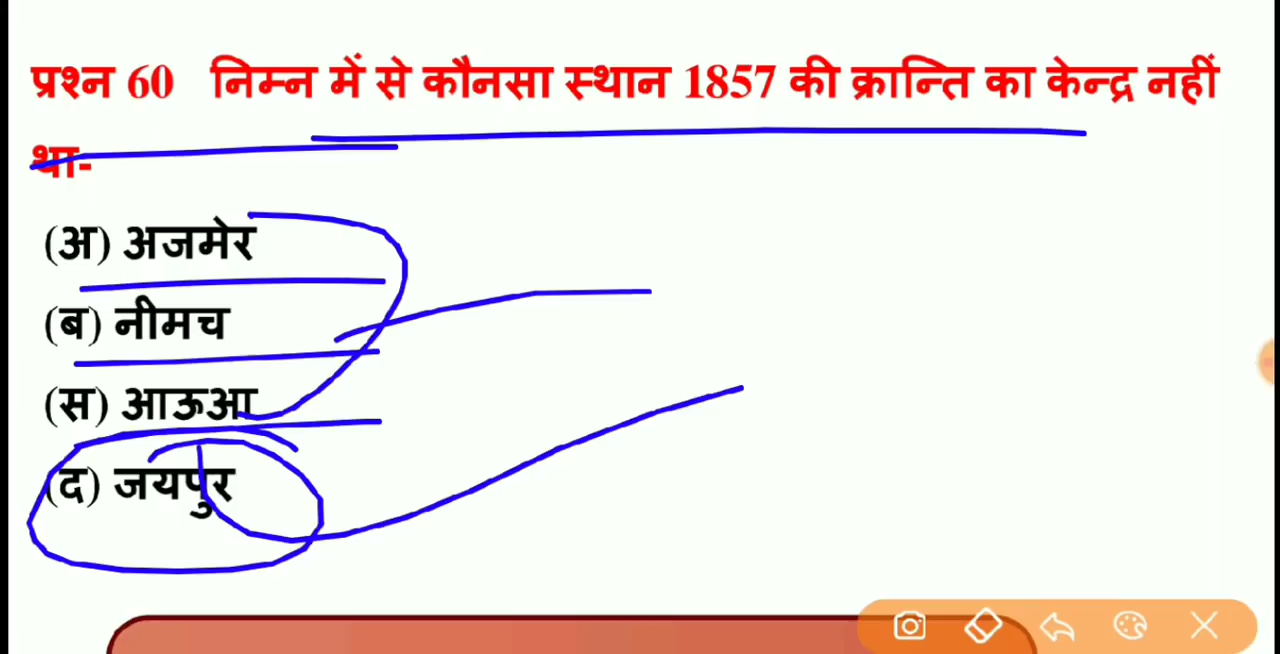 प्रश्न 60 निम्न में से कौनसा स्थान 1857 की क्रान्ति का केन्द्र नहीं
था-
(अ) अजमेर
(ब) नीमच
(स) आऊआ
(द) जयपुर